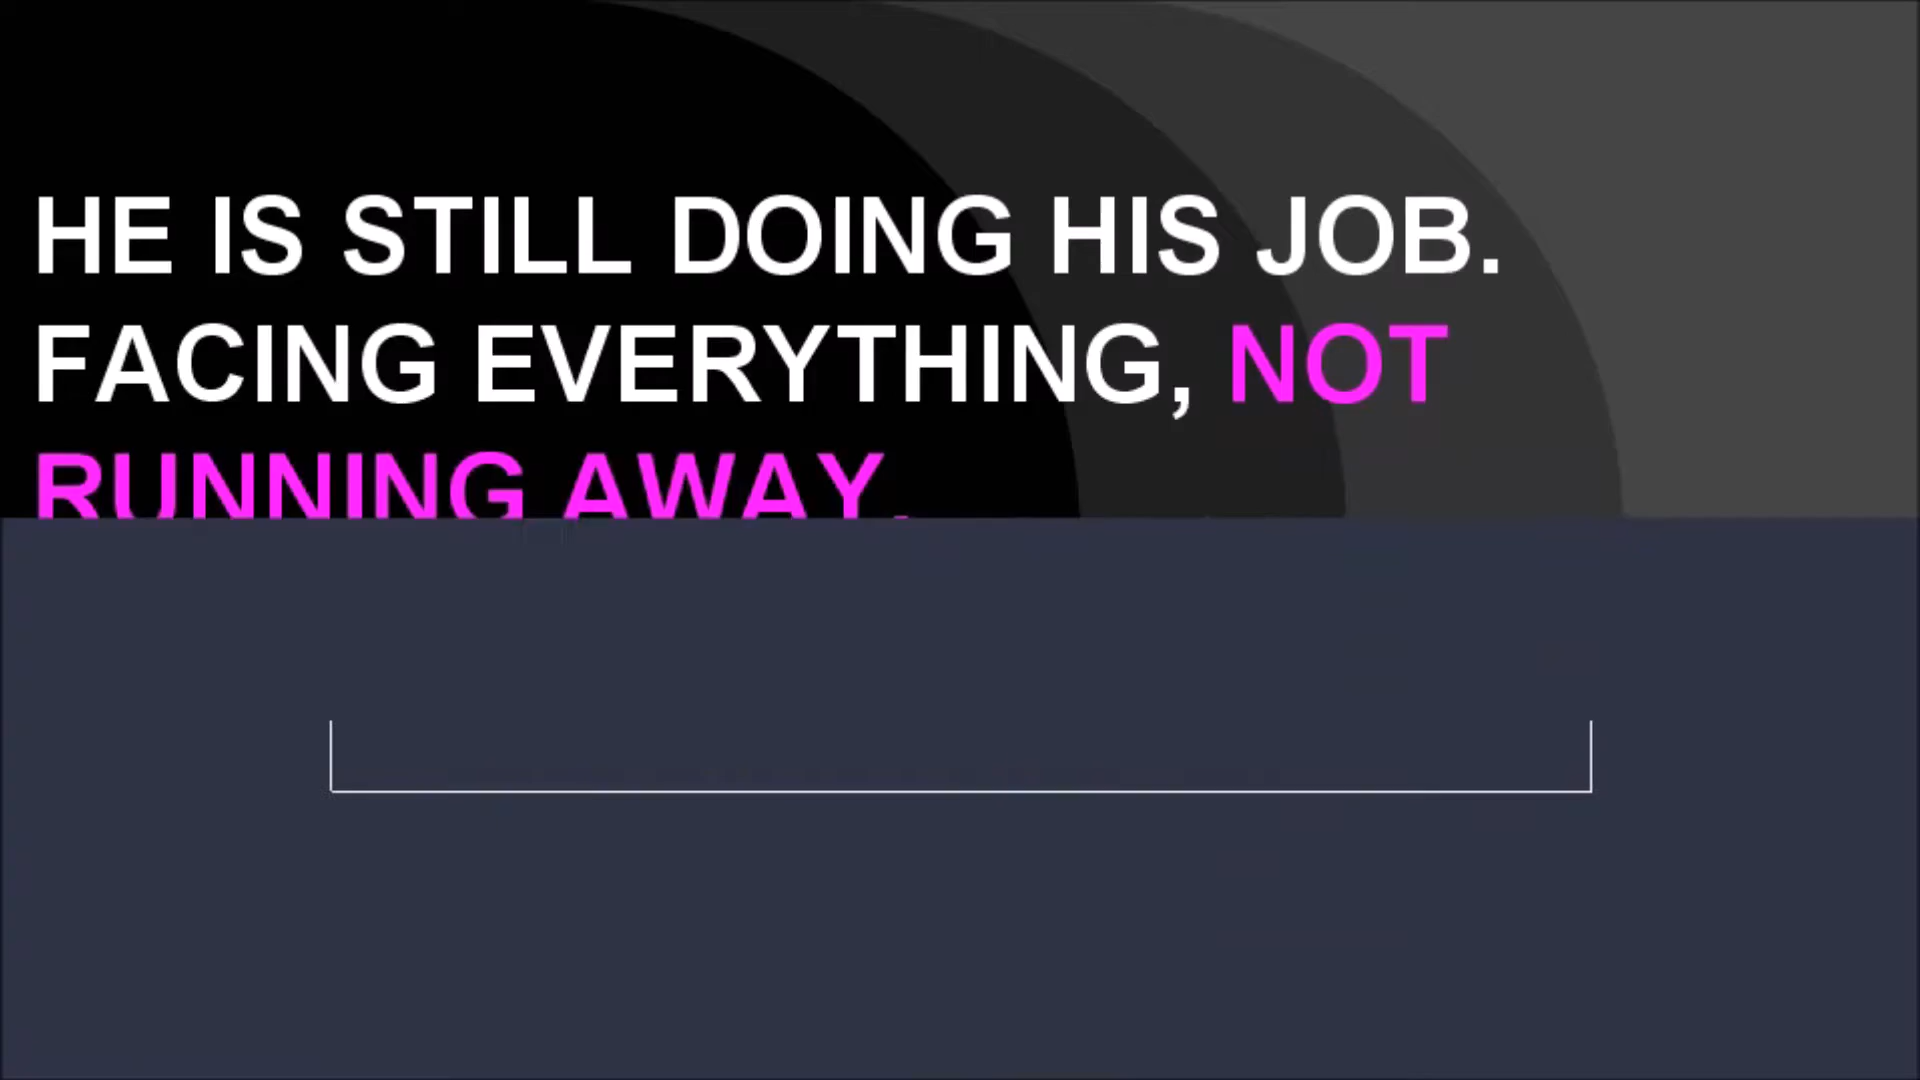 HE IS STILL DOING HIS JOB.
FACING EVERYTHING, NOT
RUNNING AWAY.